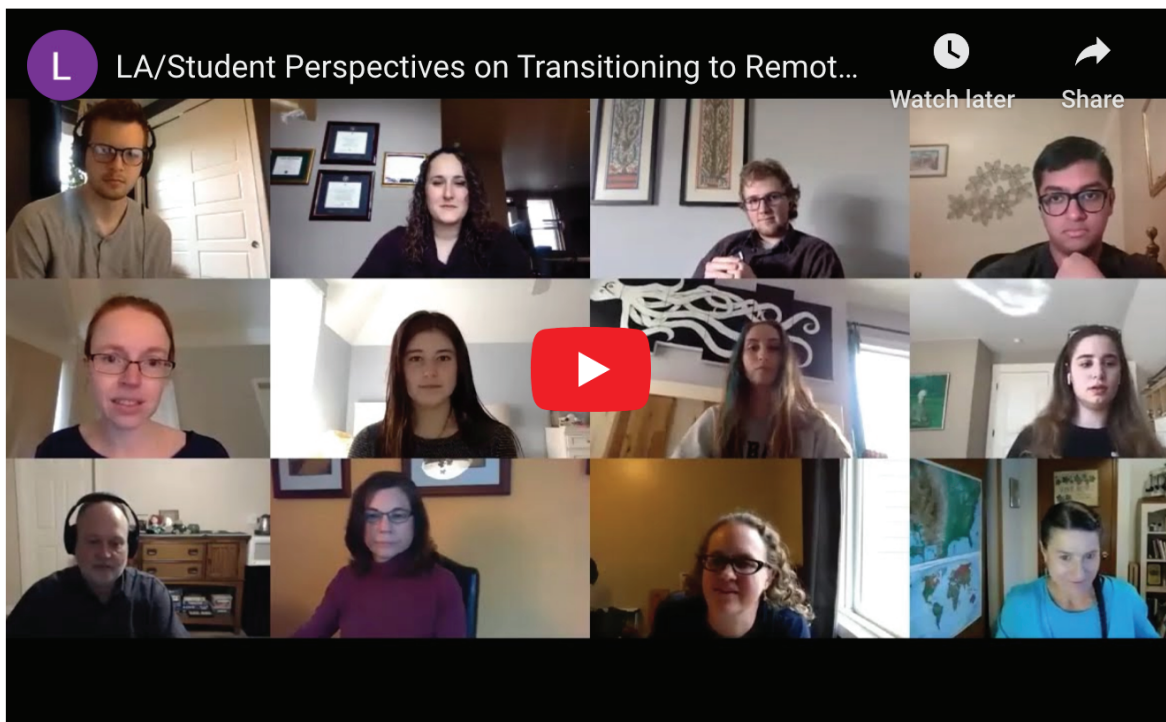 L
LA/Student Perspectives on Transitioning to Remot...
Watch later
Share